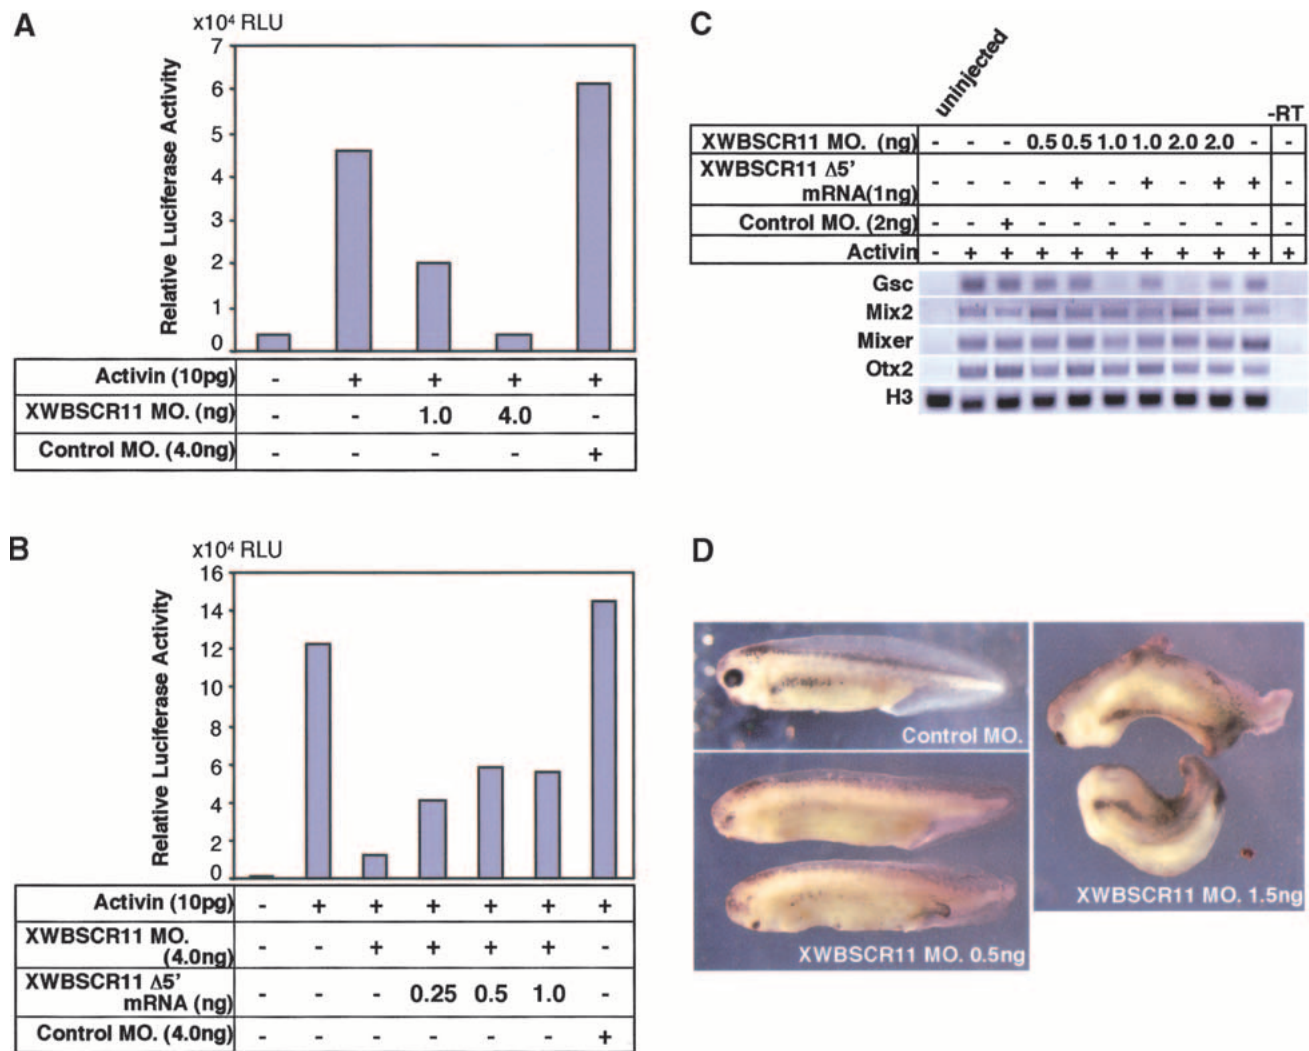 A
x10⁴ RLU
Relative Luciferase Activity
7
6
5
4
3
2
1
0
Activin (10pg) - + + + +
XWBSCR11 MO. (ng) - - 1.0 4.0 -
Control MO. (4.0ng) - - - - +
B
x10⁴ RLU
Relative Luciferase Activity
16
14
12
10
8
6
4
2
0
Activin (10pg) - + + + + + +
XWBSCR11 MO.
(4.0ng) - - + + + + -
XWBSCR11 Δ5'
mRNA (ng) - - - 0.25 0.5 1.0 -
Control MO. (4.0ng) - - - - - - +
C
uninjected
-RT
XWBSCR11 MO. (ng) - - - 0.5 0.5 1.0 1.0 2.0 2.0 - -
XWBSCR11 Δ5'
mRNA(1ng) - - - - + - + - + + -
Control MO. (2ng) - - + - - - - - - - -
Activin - + + + + + + + + + +
Gsc
Mix2
Mixer
Otx2
H3
D
Control MO.
XWBSCR11 MO. 0.5ng
XWBSCR11 MO. 1.5ng